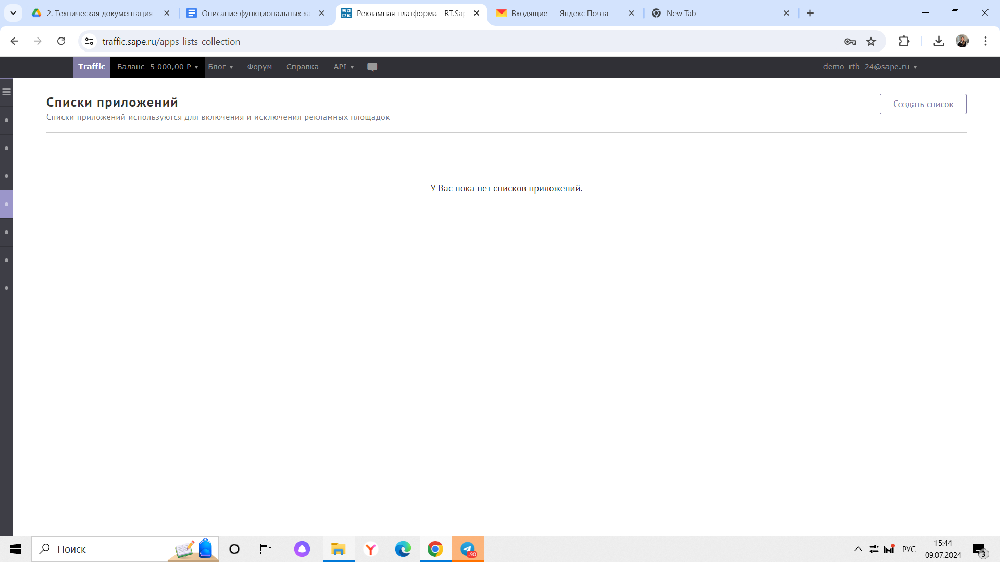 2. Техническая документация
Описание функциональных ха
Рекламная платформа - RT.Sap
Входящие — Яндекс Почта
New Tab
traffic.sape.ru/apps-lists-collection
Traffic
Баланс 5 000,00 ₽
Блог
Форум
Справка
API
demo_rtb_24@sape.ru
Списки приложений
Создать список
Списки приложений используются для включения и исключения рекламных площадок
У Вас пока нет списков приложений.
Поиск
..90
РУС
15:44
09.07.2024
3